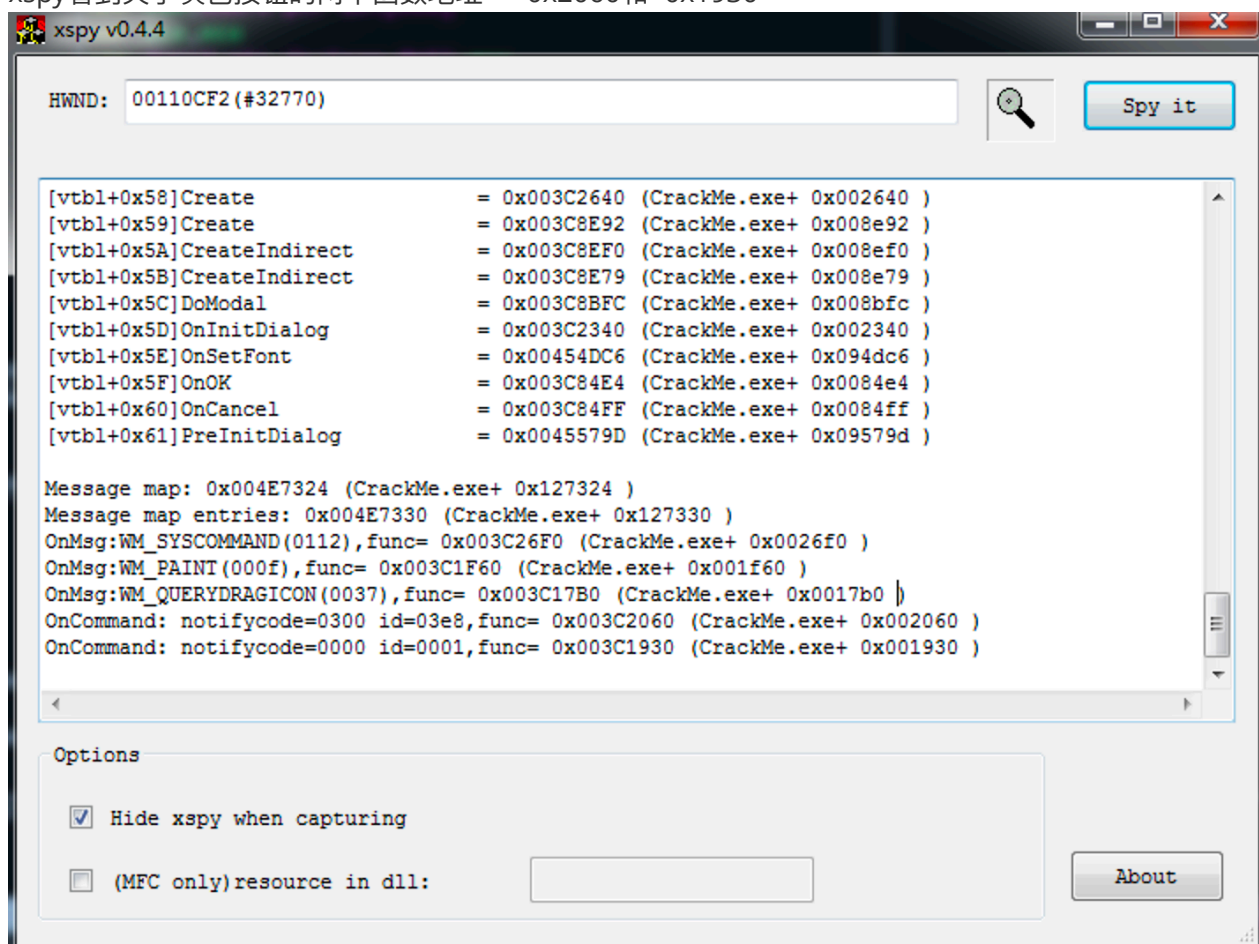 xspy v0.4.4
HWND: 00110CF2(#32770)
Spy it
[vtbl+0x58]Create = 0x003C2640 (CrackMe.exe+ 0x002640 )
[vtbl+0x59]Create = 0x003C8E92 (CrackMe.exe+ 0x008e92 )
[vtbl+0x5A]CreateIndirect = 0x003C8EF0 (CrackMe.exe+ 0x008ef0 )
[vtbl+0x5B]CreateIndirect = 0x003C8E79 (CrackMe.exe+ 0x008e79 )
[vtbl+0x5C]DoModal = 0x003C8BFC (CrackMe.exe+ 0x008bfc )
[vtbl+0x5D]OnInitDialog = 0x003C2340 (CrackMe.exe+ 0x002340 )
[vtbl+0x5E]OnSetFont = 0x00454DC6 (CrackMe.exe+ 0x094dc6 )
[vtbl+0x5F]OnOK = 0x003C84E4 (CrackMe.exe+ 0x0084e4 )
[vtbl+0x60]OnCancel = 0x003C84FF (CrackMe.exe+ 0x0084ff )
[vtbl+0x61]PreInitDialog = 0x0045579D (CrackMe.exe+ 0x09579d )
Message map: 0x004E7324 (CrackMe.exe+ 0x127324 )
Message map entries: 0x004E7330 (CrackMe.exe+ 0x127330 )
OnMsg:WM_SYSCOMMAND(0112),func= 0x003C26F0 (CrackMe.exe+ 0x0026f0 )
OnMsg:WM_PAINT(000f),func= 0x003C1F60 (CrackMe.exe+ 0x001f60 )
OnMsg:WM_QUERYDRAGICON(0037),func= 0x003C17B0 (CrackMe.exe+ 0x0017b0 )
OnCommand: notifycode=0300 id=03e8,func= 0x003C2060 (CrackMe.exe+ 0x002060 )
OnCommand: notifycode=0000 id=0001,func= 0x003C1930 (CrackMe.exe+ 0x001930 )
Options
Hide xspy when capturing
(MFC only)resource in dll:
About